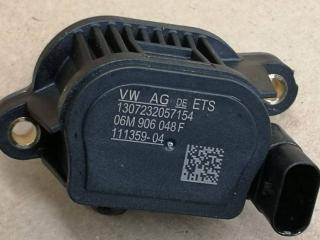 VW AG DE ETS
1307232057154
06M 906 048 F
111359-04